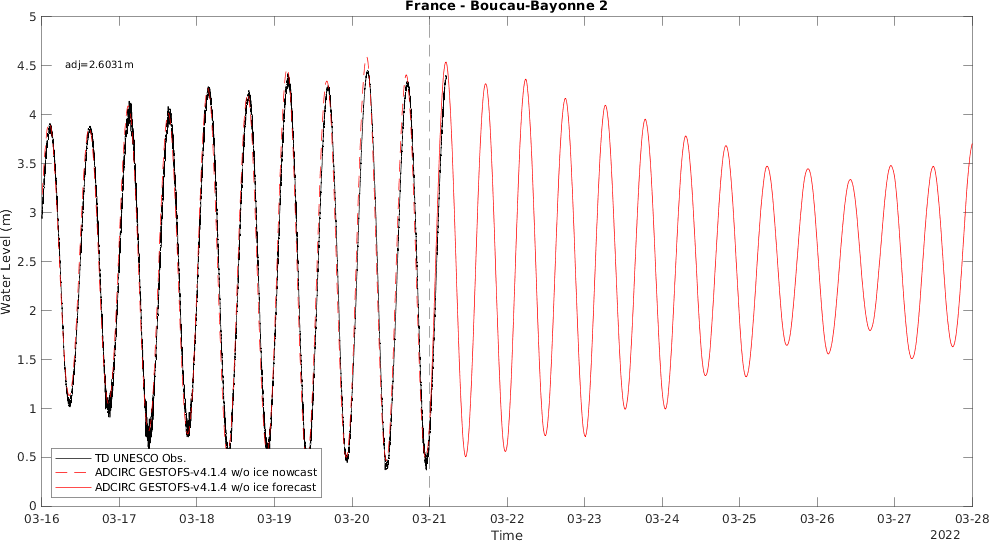 France - Boucau-Bayonne 2
adj=2.6031m
Water Level (m)
5
4.5
4
3.5
3
2.5
2
1.5
1
0.5
0
TD UNESCO Obs.
ADCIRC GESTOFS-v4.1.4 w/o ice nowcast
ADCIRC GESTOFS-v4.1.4 w/o ice forecast
03-16 03-17 03-18 03-19 03-20 03-21 03-22 03-23 03-24 03-25 03-26 03-27 03-28
Time
2022